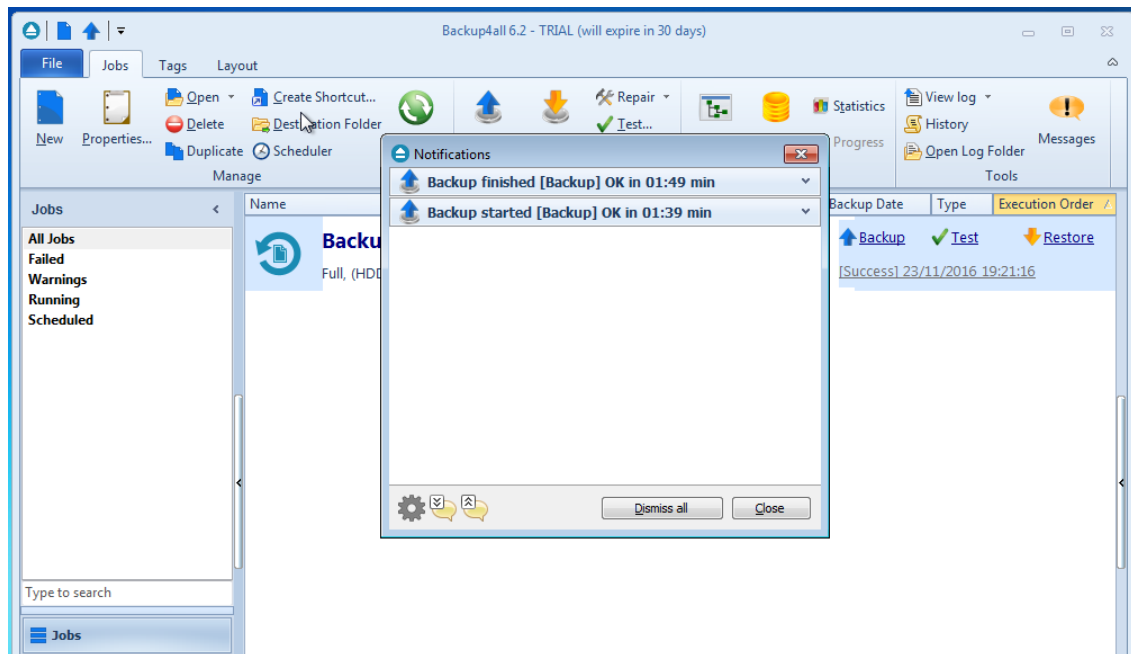 Backup4all 6.2 - TRIAL (will expire in 30 days)
File Jobs Tags Layout
New
Properties...
Open
Delete
Duplicate
Create Shortcut...
Destination Folder
Scheduler
Manage
Repair
Test...
Statistics
Progress
View log
History
Open Log Folder
Messages
Tools
Jobs
All Jobs
Failed
Warnings
Running
Scheduled
Type to search
Jobs
Name
Backup Date Type Execution Order
Full,
Backup Test Restore
[Success] 23/11/2016 19:21:16
Notifications
Backup finished [Backup] OK in 01:49 min
Backup started [Backup] OK in 01:39 min
Dismiss all Close